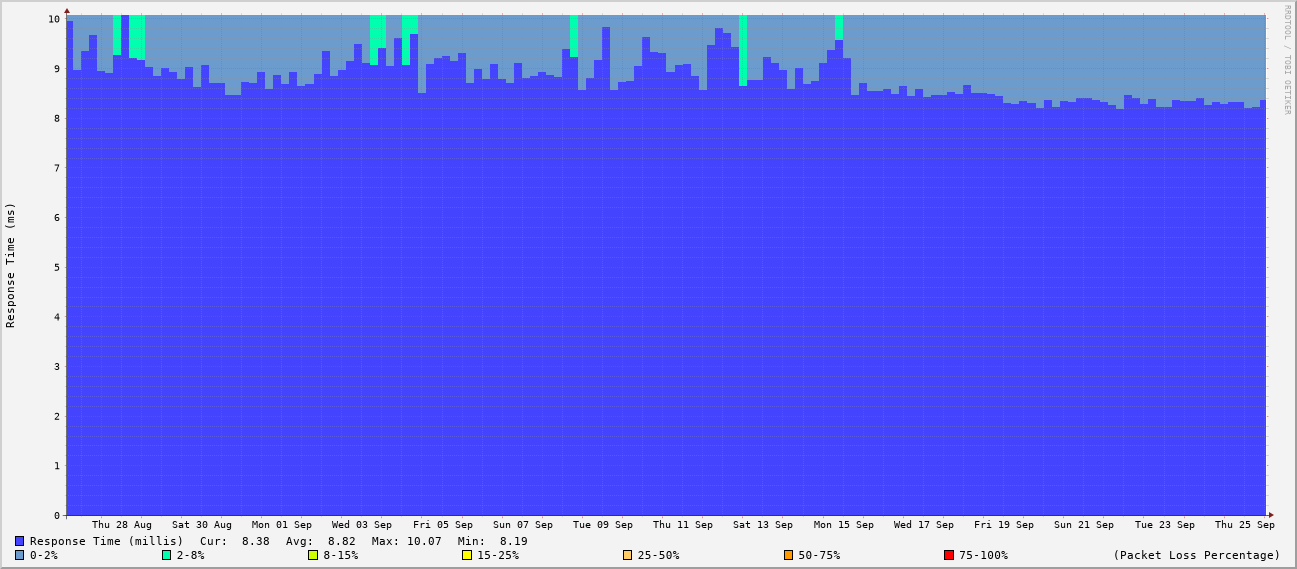 RRDTOOL / TOBI OETIKER
Response Time (ms)
10
9
8
7
6
5
4
3
2
1
0
Thu 28 Aug Sat 30 Aug Mon 01 Sep Wed 03 Sep Fri 05 Sep Sun 07 Sep Tue 09 Sep Thu 11 Sep Sat 13 Sep Mon 15 Sep Wed 17 Sep Fri 19 Sep Sun 21 Sep Tue 23 Sep Thu 25 Sep
Response Time (millis) Cur: 8.38 Avg: 8.82 Max: 10.07 Min: 8.19
0-2% 2-8% 8-15% 15-25% 25-50% 50-75% 75-100% (Packet Loss Percentage)